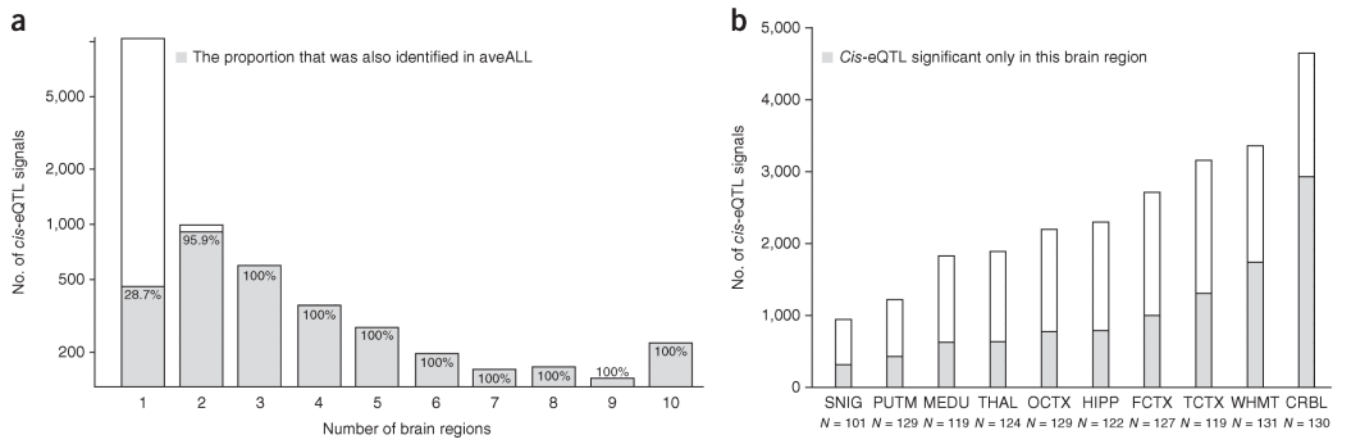 a
The proportion that was also identified in aveALL
No. of cis-eQTL signals
5,000
2,000
1,000
500
200
28.7%
95.9%
100%
100%
100%
100%
100%
100%
100%
100%
1 2 3 4 5 6 7 8 9 10
Number of brain regions
b
Cis-eQTL significant only in this brain region
No. of cis-eQTL signals
5,000
4,000
3,000
2,000
1,000
0
SNIG PUTM MEDU THAL OCTX HIPP FCTX TCTX WHMT CRBL
N = 101 N = 129 N = 119 N = 124 N = 129 N = 122 N = 127 N = 119 N = 131 N = 130